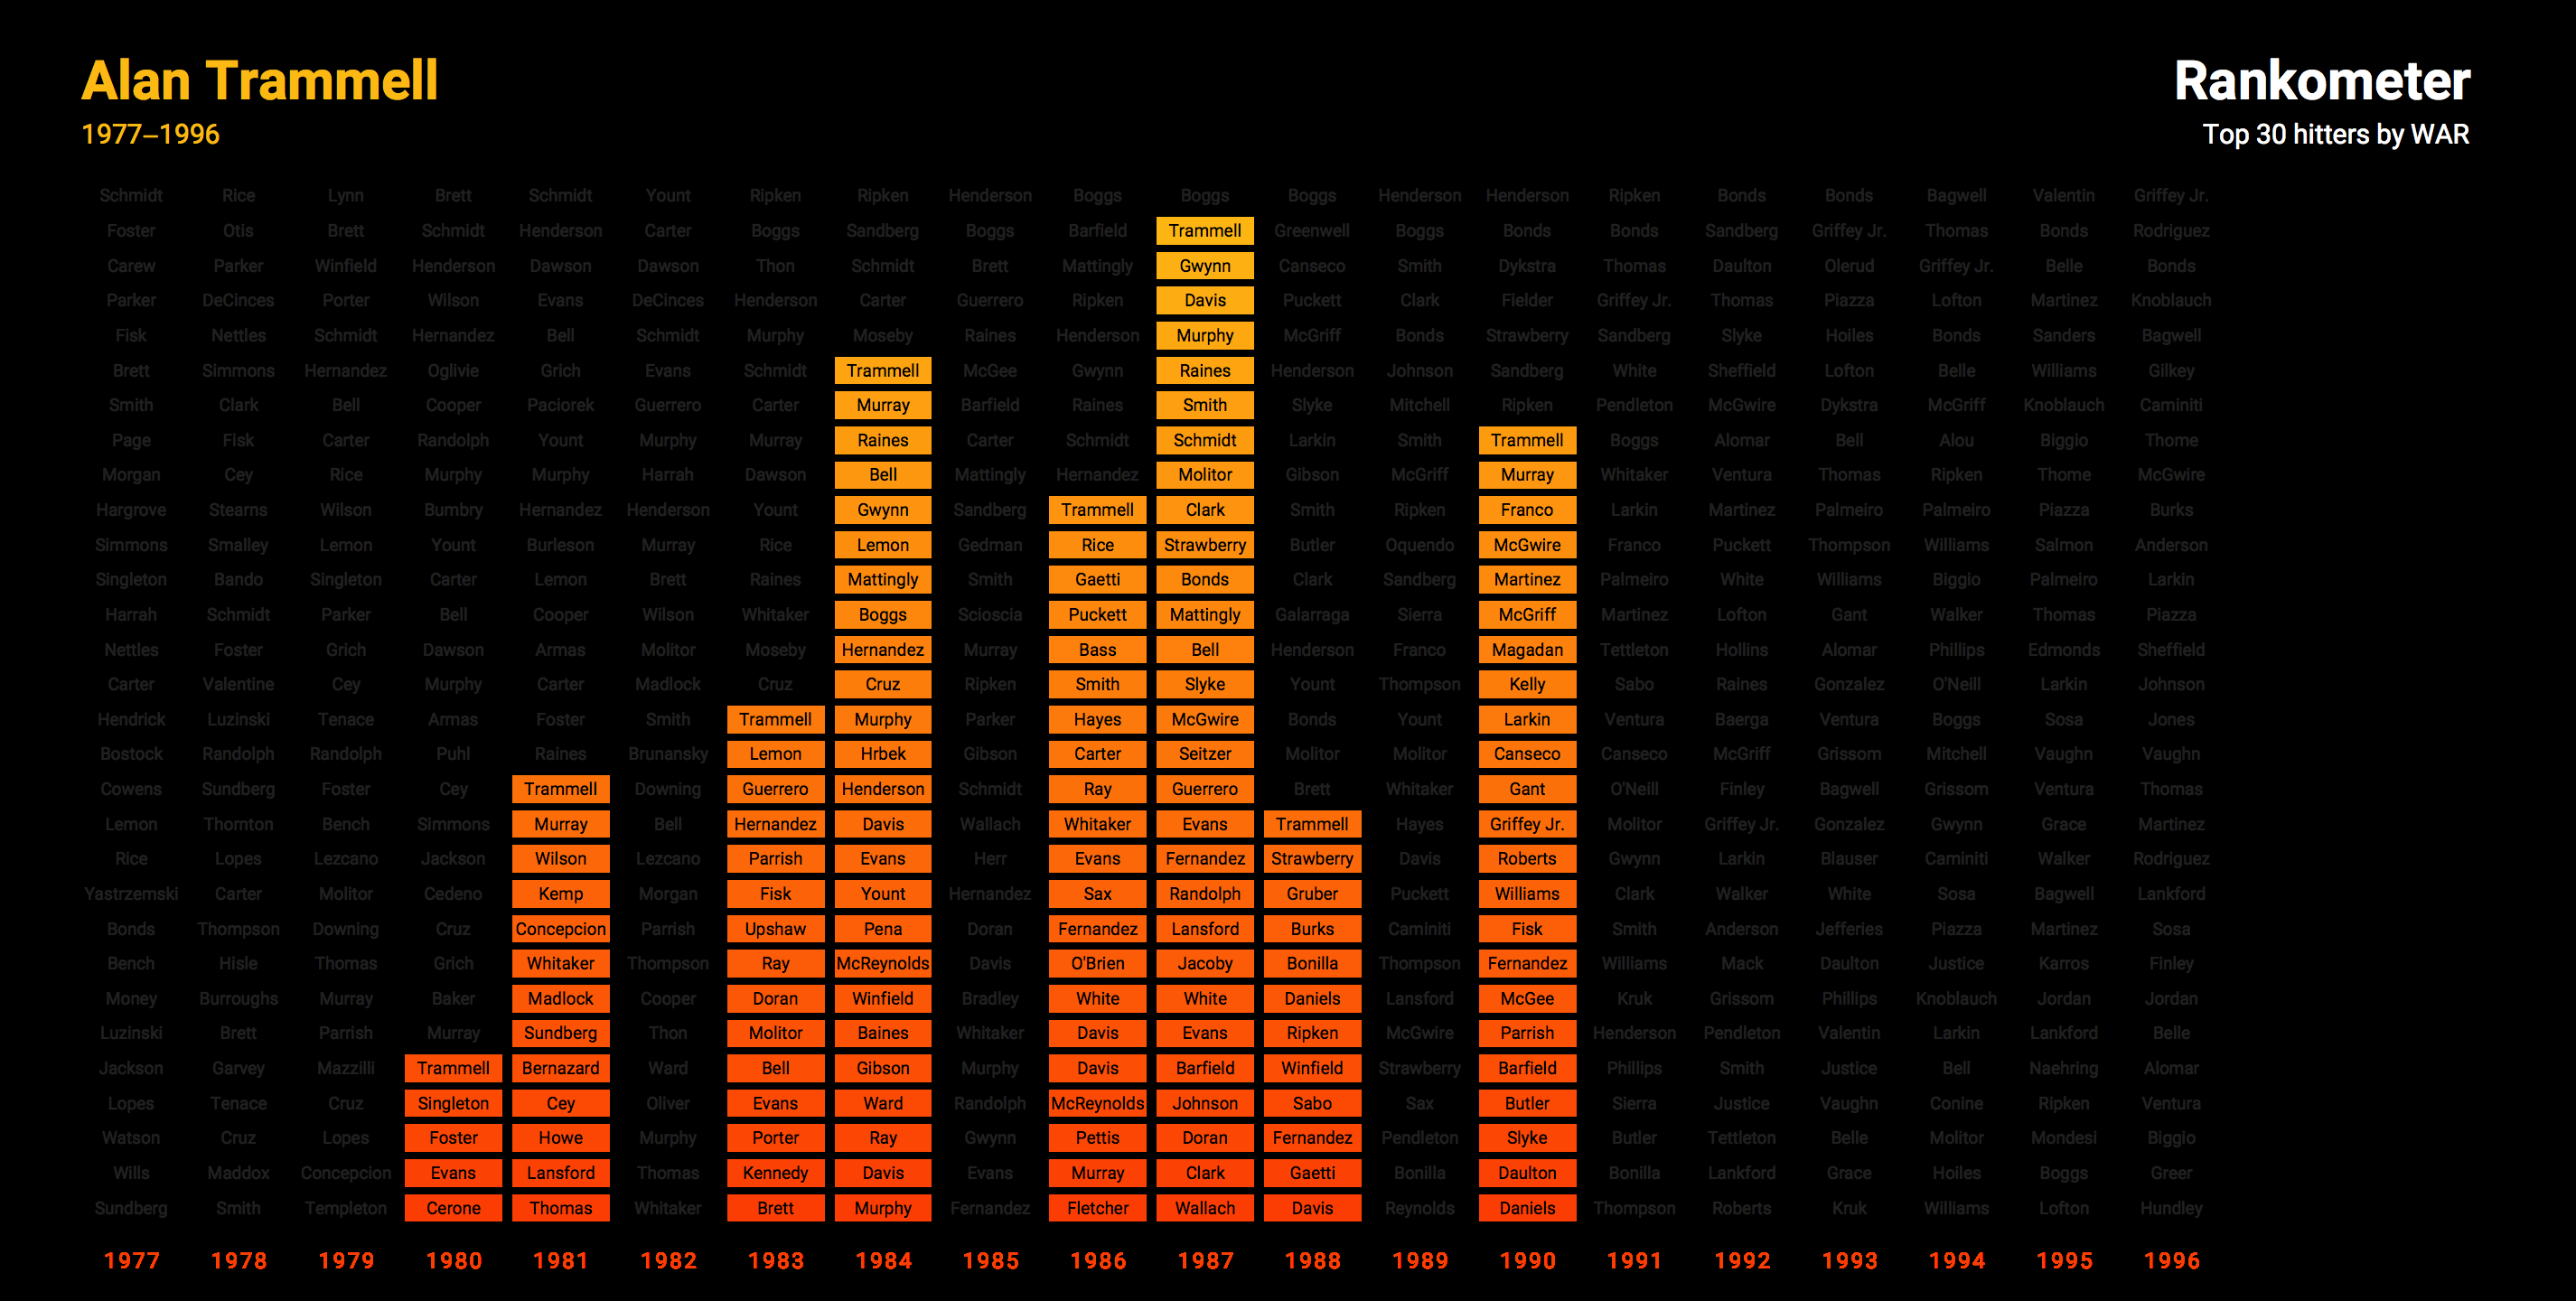 Alan Trammell
1977–1996
Rankometer
Top 30 hitters by WAR
Schmidt Rice Lynn Brett Schmidt Yount Ripken Ripken Henderson Boggs Boggs Boggs Henderson Henderson Ripken Bonds Bonds Bagwell Valentin Griffey Jr.
Foster Otis Brett Schmidt Henderson Carter Boggs Sandberg Boggs Barfield Trammell Greenwell Boggs Bonds Bonds Sandberg Griffey Jr. Thomas Bonds Rodriguez
Carew Parker Winfield Henderson Dawson Dawson Thon Schmidt Brett Mattingly Gwynn Canseco Smith Dykstra Thomas Daulton Olerud Griffey Jr. Belle Bonds
Parker DeCinces Porter Wilson Evans DeCinces Henderson Carter Guerrero Ripken Davis Puckett Clark Fielder Griffey Jr. Thomas Piazza Lofton Martinez Knoblauch
Fisk Nettles Schmidt Hernandez Bell Schmidt Murphy Moseby Raines Henderson Murphy McGriff Bonds Strawberry Sandberg Slyke Hoiles Bonds Sanders Bagwell
Brett Simmons Hernandez Oglivie Grich Evans Schmidt Trammell McGee Gwynn Raines Henderson Johnson Sandberg White Sheffield Lofton Belle Williams Gilkey
Smith Clark Bell Cooper Paciorek Guerrero Carter Murray Barfield Raines Smith Slyke Mitchell Ripken Pendleton McGwire Dykstra McGriff Knoblauch Caminiti
Page Fisk Carter Randolph Yount Murphy Murray Raines Carter Schmidt Schmidt Larkin Smith Trammell Boggs Alomar Bell Alou Biggio Thome
Morgan Cey Rice Murphy Murphy Harrah Dawson Bell Mattingly Hernandez Molitor Gibson McGriff Murray Whitaker Ventura Thomas Ripken Thome McGwire
Hargrove Stearns Wilson Bumbry Hernandez Henderson Yount Gwynn Sandberg Trammell Clark Smith Ripken Franco Larkin Martinez Palmeiro Palmeiro Piazza Burks
Simmons Smalley Lemon Yount Burleson Murray Rice Lemon Gedman Rice Strawberry Butler Oquendo McGwire Franco Puckett Thompson Williams Salmon Anderson
Singleton Bando Singleton Carter Lemon Brett Raines Mattingly Smith Gaetti Bonds Clark Sandberg Martinez Palmeiro White Williams Biggio Palmeiro Larkin
Harrah Schmidt Parker Bell Cooper Wilson Whitaker Boggs Scioscia Puckett Mattingly Galarraga Sierra McGriff Martinez Lofton Gant Walker Thomas Piazza
Nettles Foster Grich Dawson Armas Molitor Moseby Hernandez Murray Bass Bell Henderson Franco Magadan Tettleton Hollins Alomar Phillips Edmonds Sheffield
Carter Valentine Cey Murphy Carter Madlock Cruz Cruz Ripken Smith Slyke Yount Thompson Kelly Sabo Raines Gonzalez O'Neill Larkin Johnson
Hendrick Luzinski Tenace Armas Foster Smith Trammell Murphy Parker Hayes McGwire Bonds Yount Larkin Ventura Baerga Ventura Boggs Sosa Jones
Bostock Randolph Randolph Puhl Raines Brunansky Lemon Hrbek Gibson Carter Seitzer Molitor Molitor Canseco Canseco McGriff Grissom Mitchell Vaughn Vaughn
Cowens Sundberg Foster Cey Trammell Downing Guerrero Henderson Schmidt Ray Guerrero Brett Whitaker Gant O'Neill Finley Bagwell Grissom Ventura Thomas
Lemon Thornton Bench Simmons Murray Bell Hernandez Davis Wallach Whitaker Evans Trammell Hayes Griffey Jr. Molitor Griffey Jr. Gonzalez Gwynn Grace Martinez
Rice Lopes Lezcano Jackson Wilson Lezcano Parrish Evans Herr Evans Fernandez Strawberry Davis Roberts Gwynn Larkin Blauser Caminiti Walker Rodriguez
Yastrzemski Carter Molitor Cedeno Kemp Morgan Fisk Yount Hernandez Sax Randolph Gruber Puckett Williams Clark Walker White Sosa Bagwell Lankford
Bonds Thompson Downing Cruz Concepcion Parrish Upshaw Pena Doran Fernandez Lansford Burks Caminiti Fisk Smith Anderson Jefferies Piazza Martinez Sosa
Bench Hisle Thomas Grich Whitaker Thompson Ray McReynolds Davis O'Brien Jacoby Bonilla Thompson Fernandez Williams Mack Daulton Justice Karros Finley
Money Burroughs Murray Baker Madlock Cooper Doran Winfield Bradley White White Daniels Lansford McGee Kruk Grissom Phillips Knoblauch Jordan Jordan
Luzinski Brett Parrish Murray Sundberg Thon Molitor Baines Whitaker Davis Evans Ripken McGwire Parrish Henderson Pendleton Valentin Larkin Lankford Belle
Jackson Garvey Mazzilli Trammell Bernazard Ward Bell Gibson Murphy Davis Barfield Winfield Strawberry Barfield Phillips Smith Justice Bell Naehring Alomar
Lopes Tenace Cruz Singleton Cey Oliver Evans Ward Randolph McReynolds Johnson Sabo Sax Butler Sierra Justice Vaughn Conine Ripken Ventura
Watson Cruz Lopes Foster Howe Murphy Porter Ray Gwynn Pettis Doran Fernandez Pendleton Slyke Butler Tettleton Belle Molitor Mondesi Biggio
Wills Maddox Concepcion Evans Lansford Thomas Kennedy Davis Evans Murray Clark Gaetti Bonilla Daulton Bonilla Lankford Grace Hoiles Boggs Greer
Sundberg Smith Templeton Cerone Thomas Whitaker Brett Murphy Fernandez Fletcher Wallach Davis Reynolds Daniels Thompson Roberts Kruk Williams Lofton Hundley
1977 1978 1979 1980 1981 1982 1983 1984 1985 1986 1987 1988 1989 1990 1991 1992 1993 1994 1995 1996